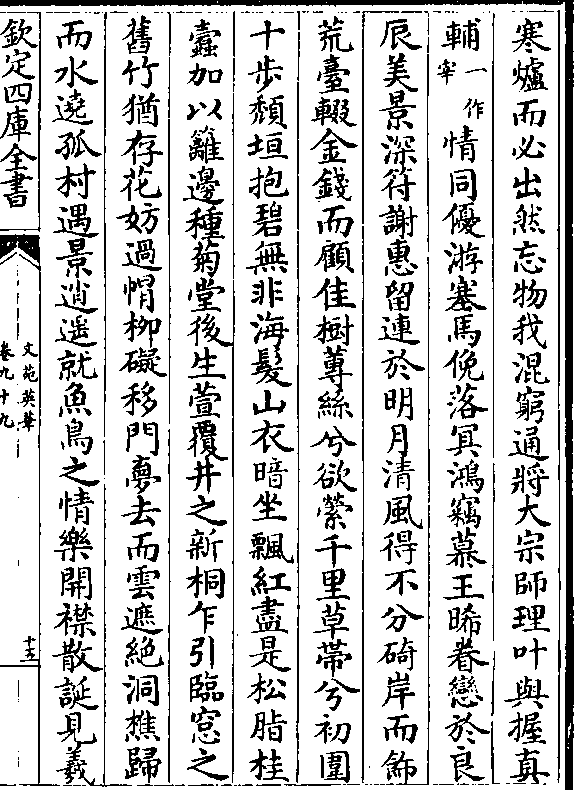 寒爐而必出然忘物我混窮通將大宗師理叶與握真
輔一作宰情同優游塞馬俛落冥鴻竊慕王晞眷戀於良
辰美景深符謝惠留連於明月清風得不分碕岸而飾
荒臺輟金錢而顧佳樹蓴絲兮欲縈千里草帶兮初圍
十步頹垣抱碧無非海髮山衣暗坐飄紅盡是松脂桂
蠹加以籬邊種菊堂後生萱覆井之新桐乍引臨窓之
舊竹猶存花妨過帽柳礙移門夢去而雲遮絕洞樵歸
而水遶孤村遇景逍遥就魚鳥之情樂開襟散誕見羲
欽定四庫全書
文苑英華
卷九十九
十五